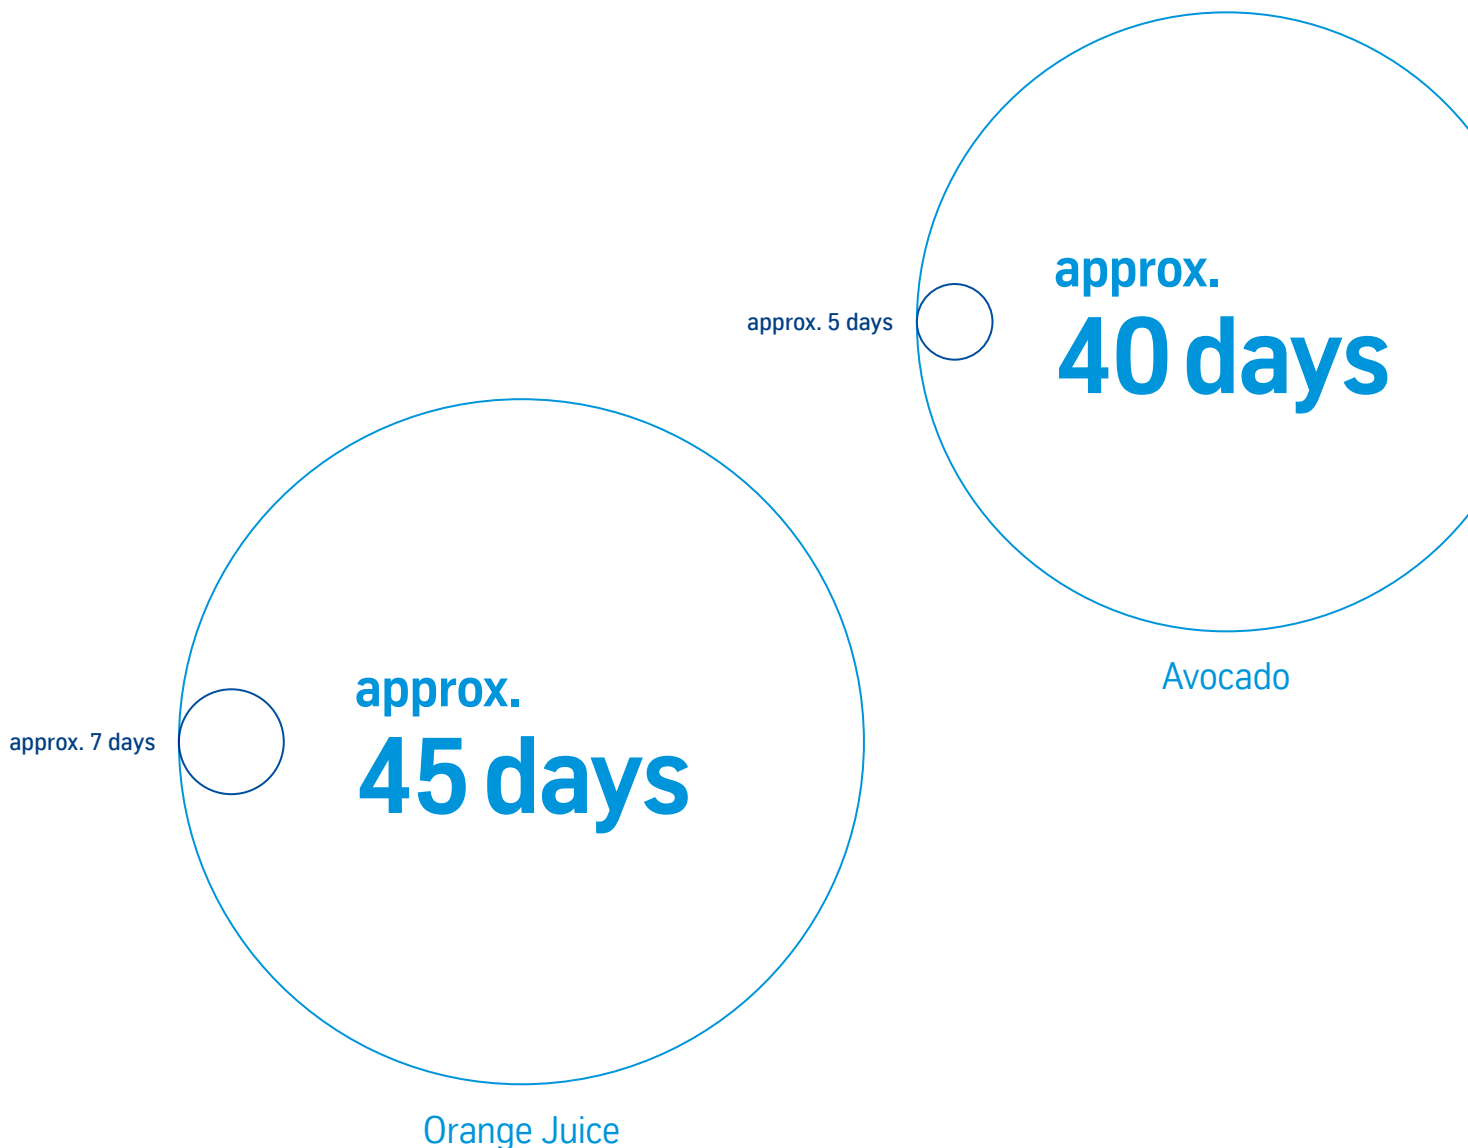 approx.
40 days
approx. 5 days
Avocado
approx.
45 days
approx. 7 days
Orange Juice